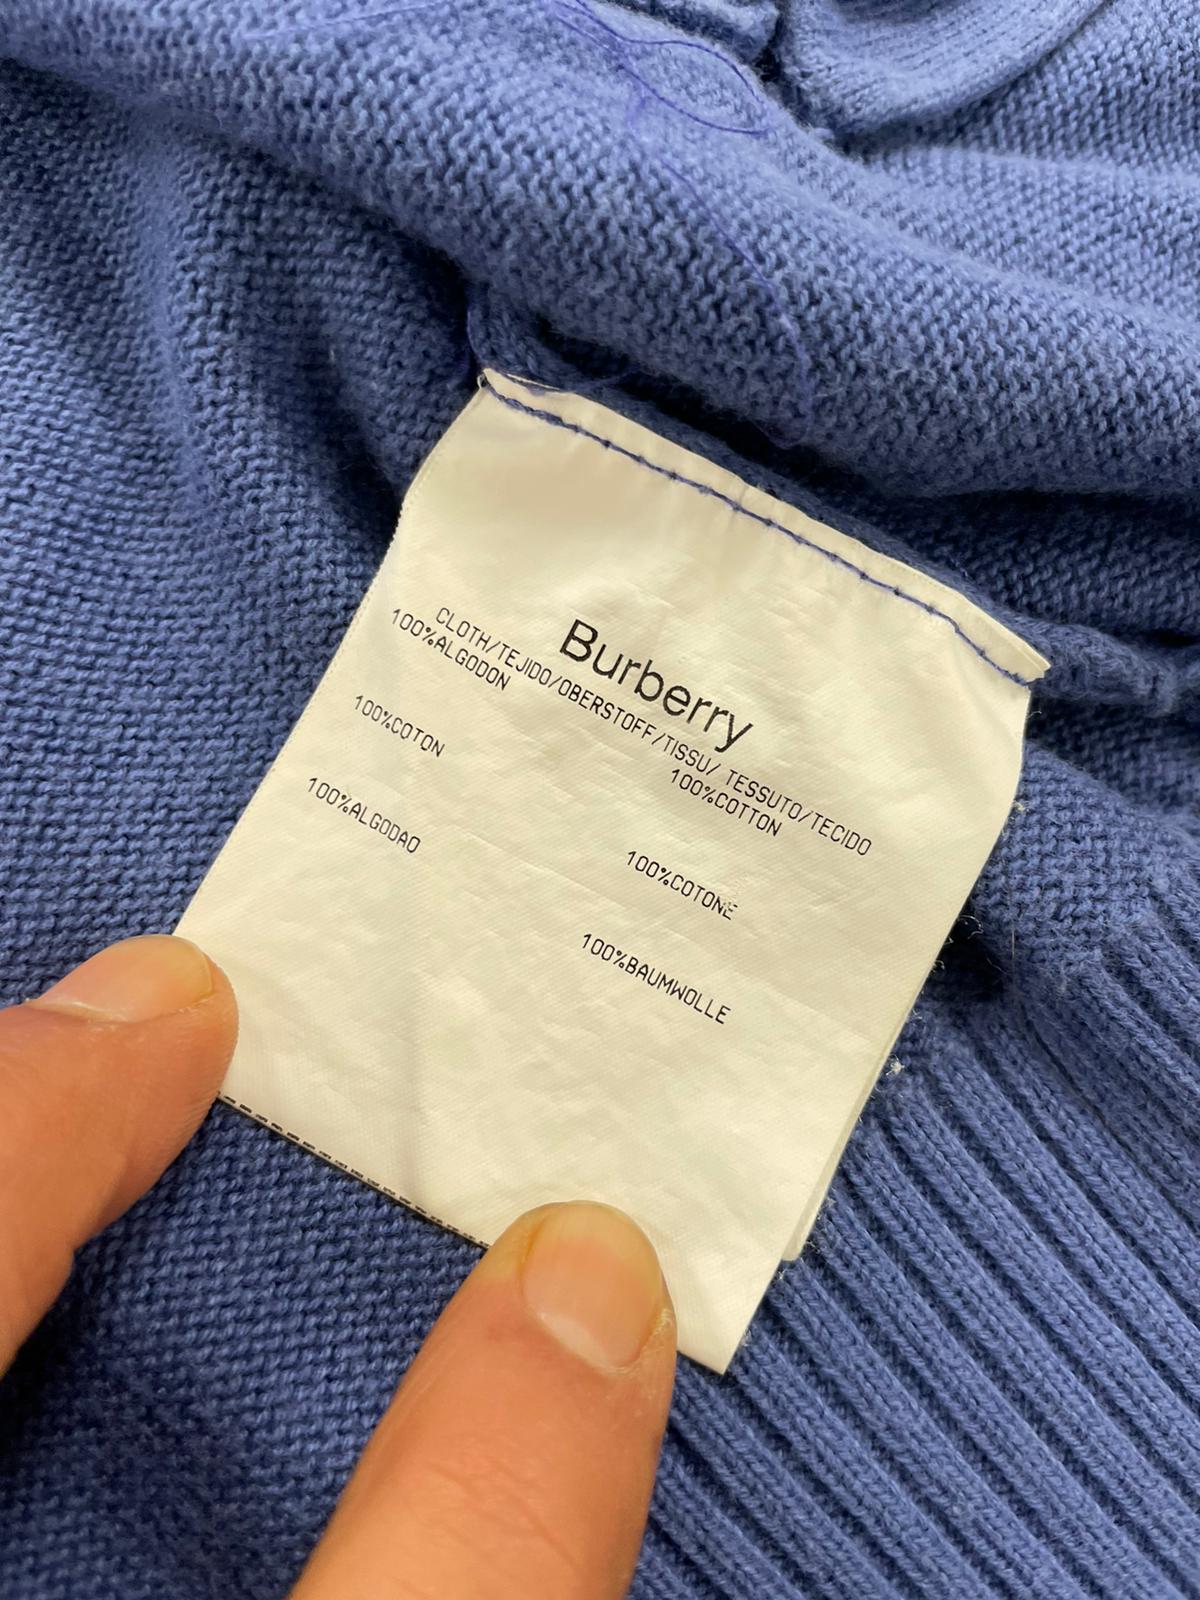 Burberry
CLOTH/TEJIDO/OBERSTOFF/TISSU/ TESSUTO/TECIDO
100%ALGODON
100%COTTON
100%COTON
100%COTONE
100%ALGODAO
100%BAUMWOLLE